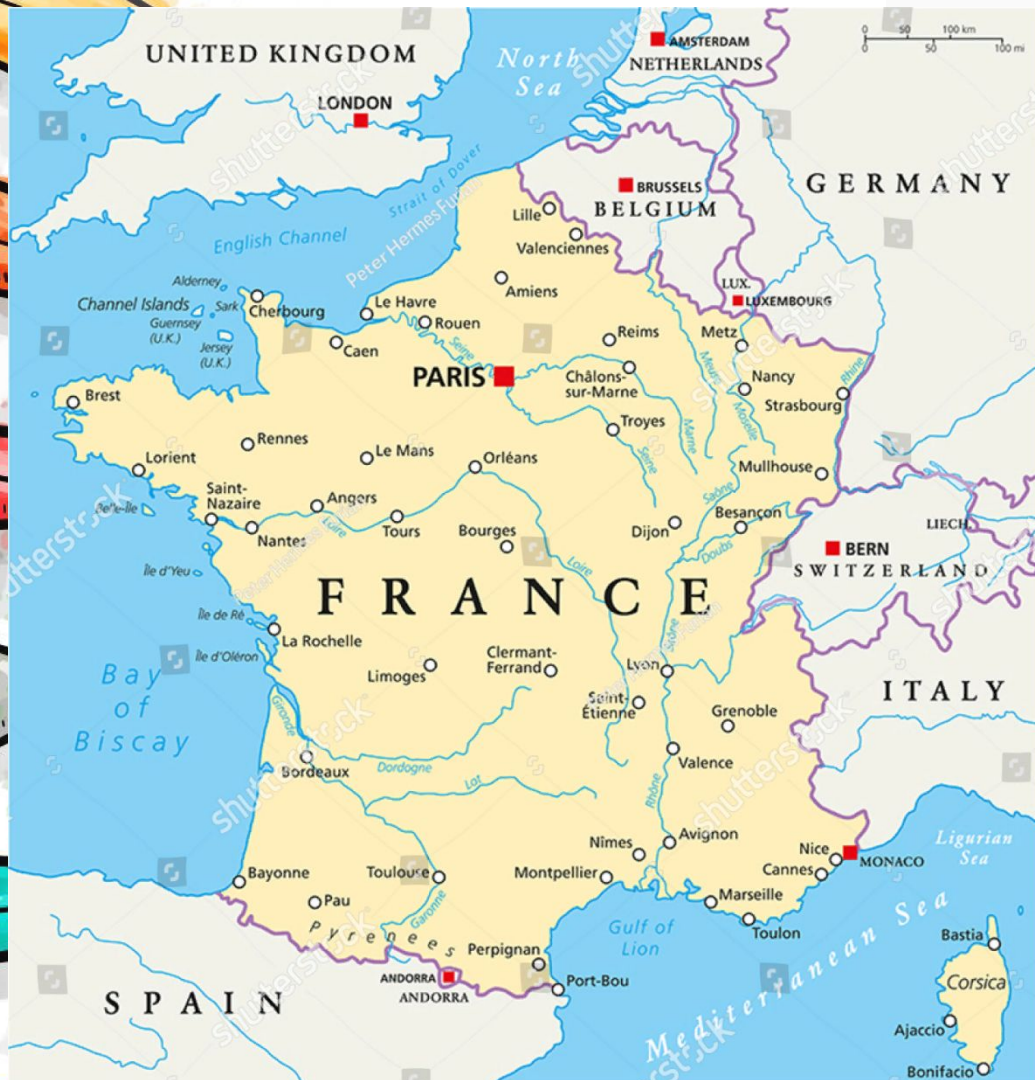 UNITED KINGDOM
North
Sea
AMSTERDAM
NETHERLANDS
0 50 100 km
0 50 100 mi
LONDON
Strait of Dover
BRUSSELS
BELGIUM
GERMANY
English Channel
Peter Hermes Furian
Lille
Valenciennes
LUX.
LUXEMBOURG
Alderney
Channel Islands
Sark
Guernsey
(U.K.)
Jersey
(U.K.)
Cherbourg
Le Havre
Rouen
Amiens
Caen
Seine
Reims
Metz
PARIS
Châlons-
sur-Marne
Meuse
Nancy
Strasbourg
Rhine
Moselle
Brest
Rennes
Le Mans
Orléans
Troyes
Marne
Seine
Lorient
Mullhouse
Belle-Île
Saint-
Nazaire
Angers
Loire
Tours
Nantes
Bourges
Dijon
Saône
Besançon
Doubs
LIECH.
BERN
SWITZERLAND
Île d'Yeu
Loire
FRANCE
Île de Ré
La Rochelle
Île d'Oléron
Saône
Limoges
Clermant-
Ferrand
Lyon
Saint-
Étienne
Grenoble
ITALY
Bay
of
Biscay
Gironde
Bordeaux
Dordogne
Lot
Valence
Rhône
Nîmes
Avignon
Nice
MONACO
Cannes
Ligurian
Sea
Bayonne
Toulouse
Montpellier
Marseille
Pau
Garonne
Gulf of
Lion
Toulon
Pyrenees
Perpignan
Mediterranean Sea
Bastia
ANDORRA
ANDORRA
Port-Bou
Corsica
SPAIN
Ajaccio
Bonifacio
shutterstock